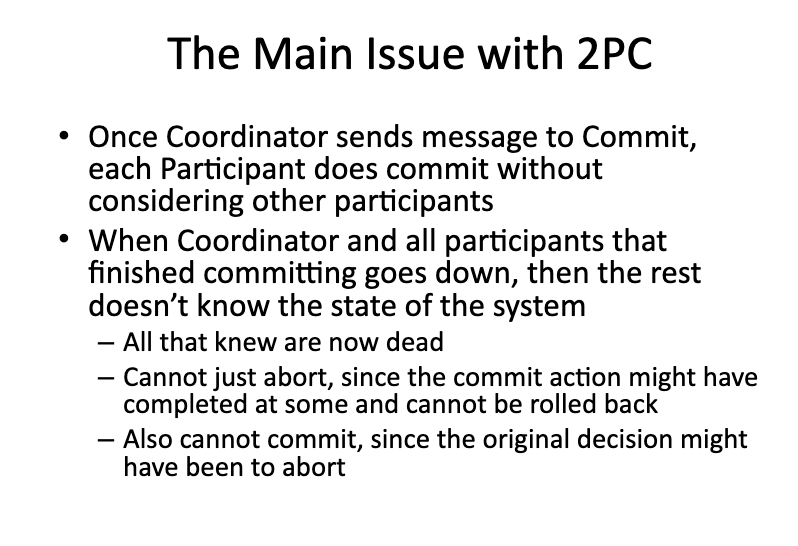 The Main Issue with 2PC
• Once Coordinator sends message to Commit,
each Participant does commit without
considering other participants
• When Coordinator and all participants that
finished committing goes down, then the rest
doesn’t know the state of the system
– All that knew are now dead
– Cannot just abort, since the commit action might have
completed at some and cannot be rolled back
– Also cannot commit, since the original decision might
have been to abort